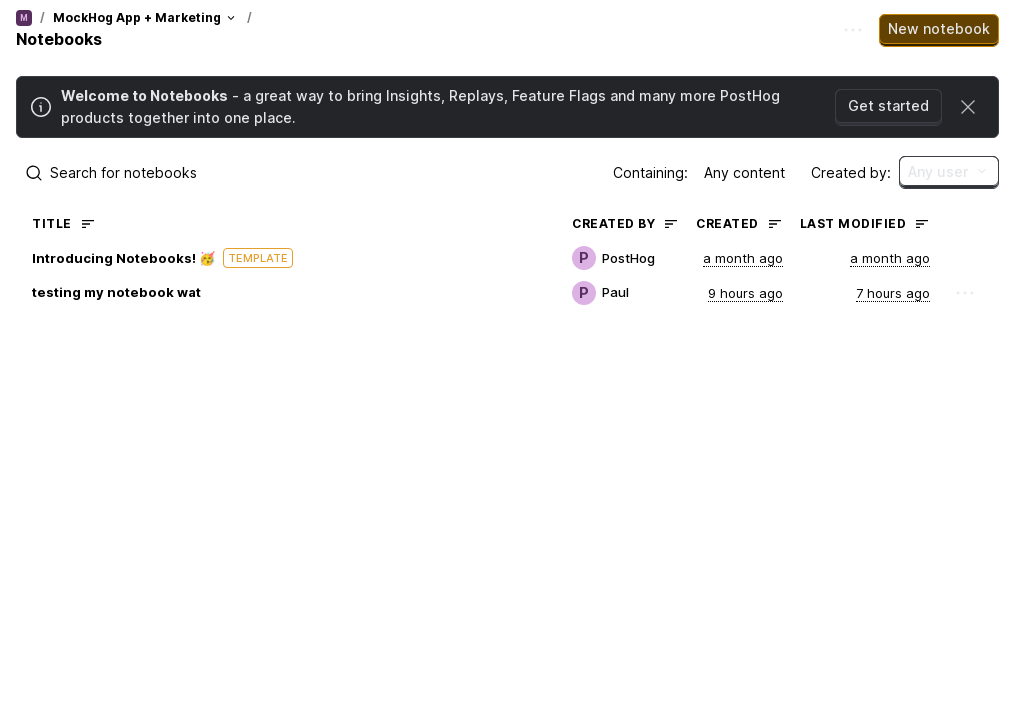 M / MockHog App + Marketing /
Notebooks
New notebook
Welcome to Notebooks - a great way to bring Insights, Replays, Feature Flags and many more PostHog
products together into one place.
Get started
Search for notebooks
Containing: Any content Created by: Any user
TITLE CREATED BY CREATED LAST MODIFIED
Introducing Notebooks! 🥳 TEMPLATE P PostHog a month ago a month ago
testing my notebook wat P Paul 9 hours ago 7 hours ago